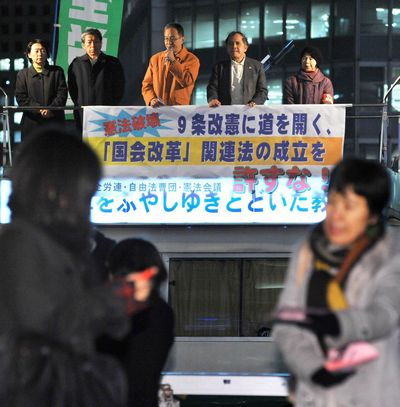 憲法破壊
9条改憲に道を開く、
「国会改革」関連法の成立を
許すな！
全労連・自由法曹団・憲法会議
をふやしゆきとどいた教